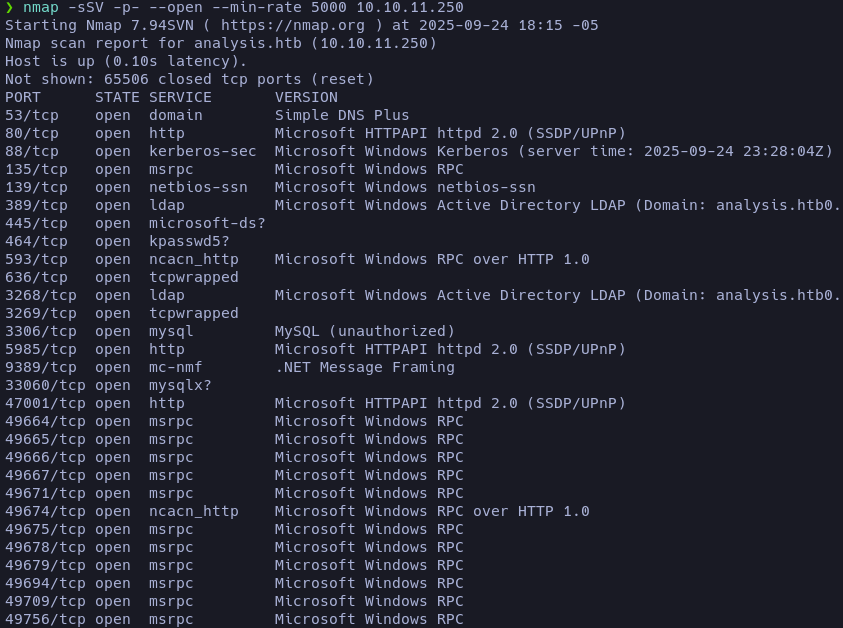 ❯ nmap -sSV -p- --open --min-rate 5000 10.10.11.250
Starting Nmap 7.94SVN ( https://nmap.org ) at 2025-09-24 18:15 -05
Nmap scan report for analysis.htb (10.10.11.250)
Host is up (0.10s latency).
Not shown: 65506 closed tcp ports (reset)
PORT      STATE SERVICE       VERSION
53/tcp    open  domain        Simple DNS Plus
80/tcp    open  http          Microsoft HTTPAPI httpd 2.0 (SSDP/UPnP)
88/tcp    open  kerberos-sec  Microsoft Windows Kerberos (server time: 2025-09-24 23:28:04Z)
135/tcp   open  msrpc         Microsoft Windows RPC
139/tcp   open  netbios-ssn   Microsoft Windows netbios-ssn
389/tcp   open  ldap          Microsoft Windows Active Directory LDAP (Domain: analysis.htb0.
445/tcp   open  microsoft-ds?
464/tcp   open  kpasswd5?
593/tcp   open  ncacn_http    Microsoft Windows RPC over HTTP 1.0
636/tcp   open  tcpwrapped
3268/tcp  open  ldap          Microsoft Windows Active Directory LDAP (Domain: analysis.htb0.
3269/tcp  open  tcpwrapped
3306/tcp  open  mysql         MySQL (unauthorized)
5985/tcp  open  http          Microsoft HTTPAPI httpd 2.0 (SSDP/UPnP)
9389/tcp  open  mc-nmf        .NET Message Framing
33060/tcp open  mysqlx?
47001/tcp open  http          Microsoft HTTPAPI httpd 2.0 (SSDP/UPnP)
49664/tcp open  msrpc         Microsoft Windows RPC
49665/tcp open  msrpc         Microsoft Windows RPC
49666/tcp open  msrpc         Microsoft Windows RPC
49667/tcp open  msrpc         Microsoft Windows RPC
49671/tcp open  msrpc         Microsoft Windows RPC
49674/tcp open  ncacn_http    Microsoft Windows RPC over HTTP 1.0
49675/tcp open  msrpc         Microsoft Windows RPC
49678/tcp open  msrpc         Microsoft Windows RPC
49679/tcp open  msrpc         Microsoft Windows RPC
49694/tcp open  msrpc         Microsoft Windows RPC
49709/tcp open  msrpc         Microsoft Windows RPC
49756/tcp open  msrpc         Microsoft Windows RPC